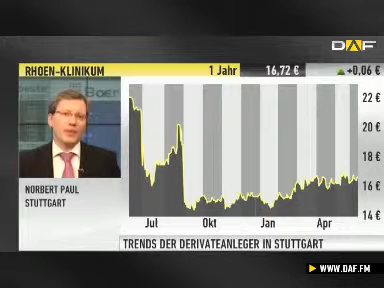 DAF
RHOEN-KLINIKUM 1 Jahr 16,72 € +0,06 €
22 €
20 €
18 €
16 €
14 €
Jul Okt Jan Apr
NORBERT PAUL
STUTTGART
TRENDS DER DERIVATEANLEGER IN STUTTGART
WWW.DAF.FM